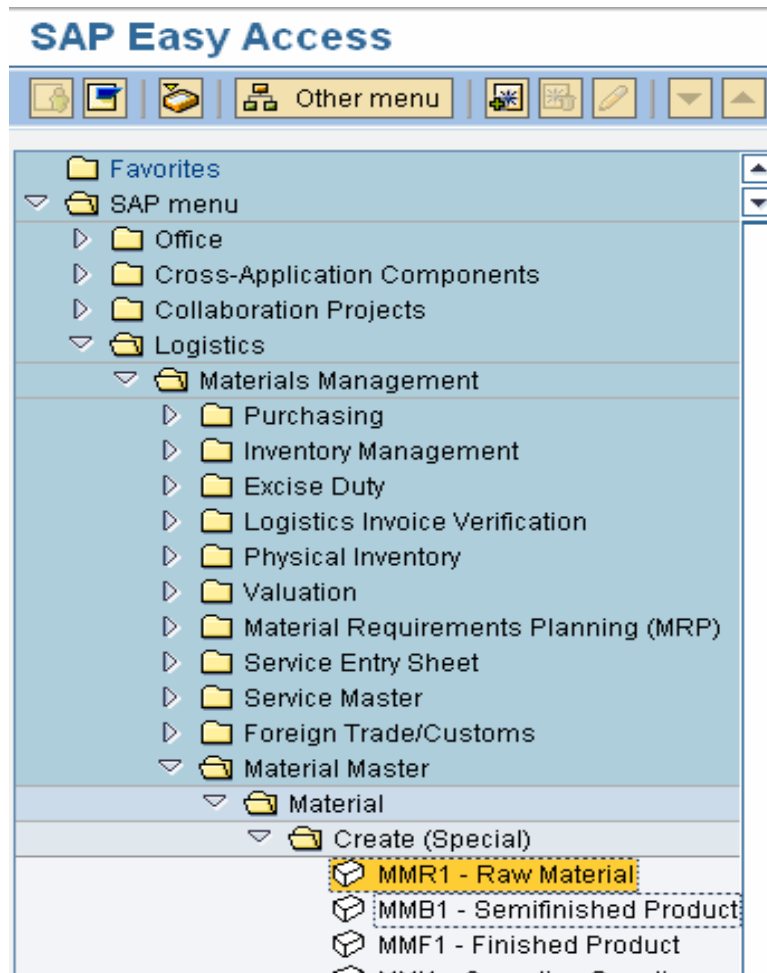 SAP Easy Access
Other menu
Favorites
SAP menu
Office
Cross-Application Components
Collaboration Projects
Logistics
Materials Management
Purchasing
Inventory Management
Excise Duty
Logistics Invoice Verification
Physical Inventory
Valuation
Material Requirements Planning (MRP)
Service Entry Sheet
Service Master
Foreign Trade/Customs
Material Master
Material
Create (Special)
MMR1 - Raw Material
MMB1 - Semifinished Product
MMF1 - Finished Product